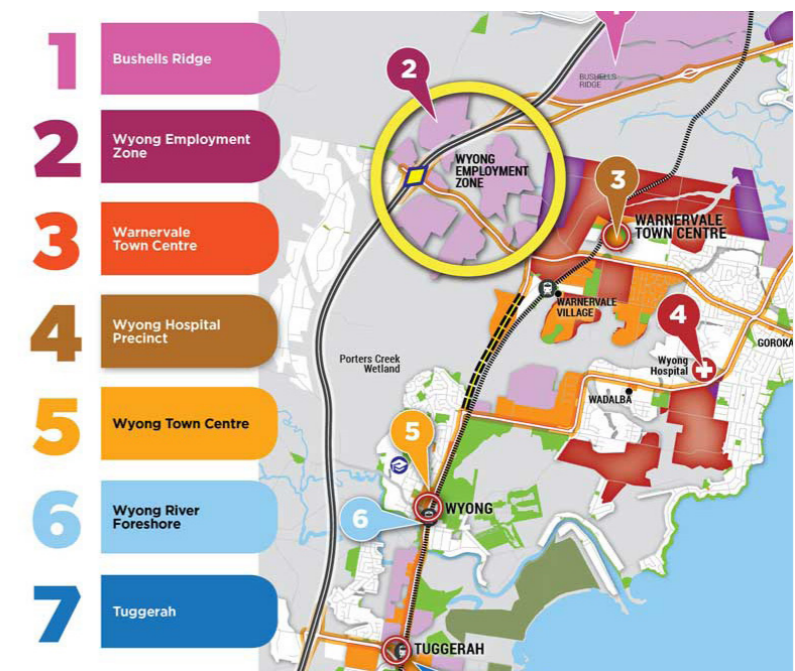 1
Bushells Ridge
2
Wyong Employment
Zone
3
Warnervale
Town Centre
4
Wyong Hospital
Precinct
5
Wyong Town Centre
6
Wyong River
Foreshore
7
Tuggerah
1
BUSHELLS
RIDGE
2
WYONG
EMPLOYMENT
ZONE
3
WARNERVALE
TOWN CENTRE
WARNERVALE
VILLAGE
4
GOROKA
Porters Creek
Wetland
Wyong
Hospital
WADALBA
5
WYONG
6
TUGGERAH